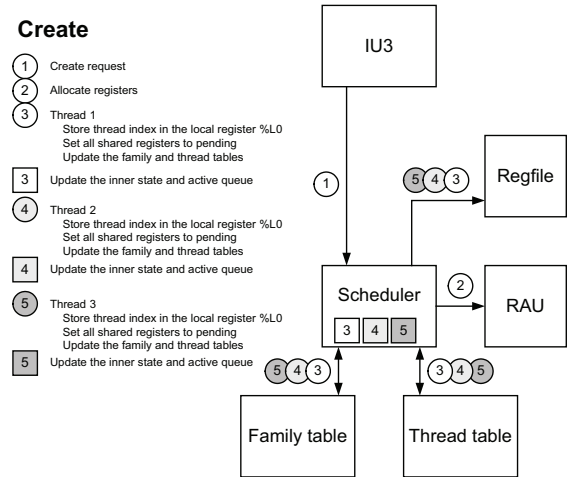 Create
1 Create request
2 Allocate registers
3 Thread 1
Store thread index in the local register %L0
Set all shared registers to pending
Update the family and thread tables
3 Update the inner state and active queue
4 Thread 2
Store thread index in the local register %L0
Set all shared registers to pending
Update the family and thread tables
4 Update the inner state and active queue
5 Thread 3
Store thread index in the local register %L0
Set all shared registers to pending
Update the family and thread tables
5 Update the inner state and active queue
IU3
1
5 4 3
Regfile
Scheduler
3 4 5
2
RAU
5 4 3
3 4 5
Family table
Thread table